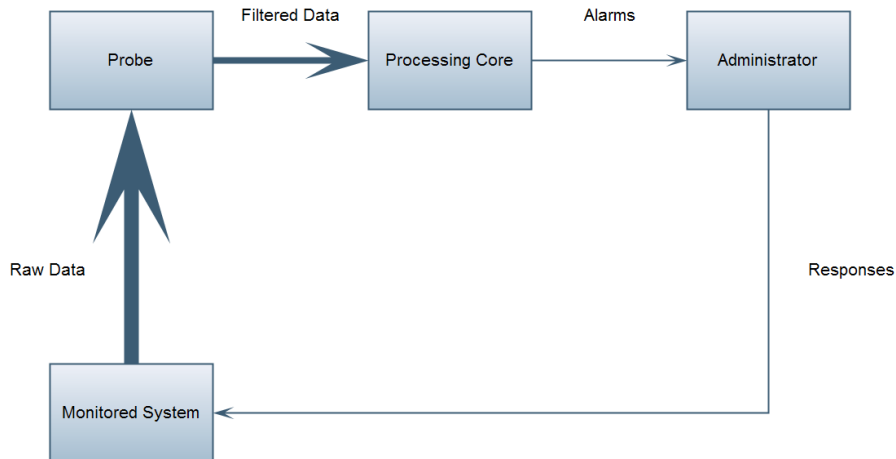 Filtered Data
Alarms
Probe
Processing Core
Administrator
Raw Data
Responses
Monitored System